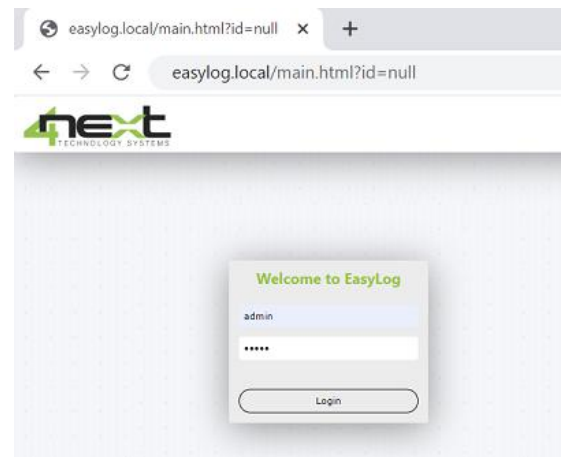 easylog.local/main.html?id=null
easylog.local/main.html?id=null
4next
TECHNOLOGY SYSTEMS
Welcome to EasyLog
admin
•••••
Login